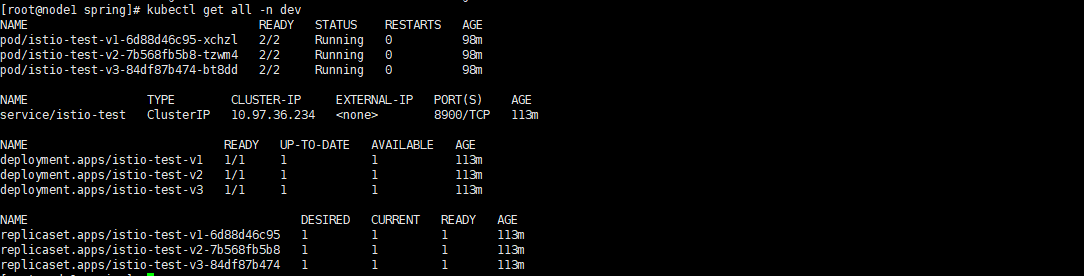 [root@node1 spring]# kubectl get all -n dev
NAME READY STATUS RESTARTS AGE
pod/istio-test-v1-6d88d46c95-xchzl 2/2 Running 0 98m
pod/istio-test-v2-7b568fb5b8-tzwm4 2/2 Running 0 98m
pod/istio-test-v3-84df87b474-bt8dd 2/2 Running 0 98m
NAME TYPE CLUSTER-IP EXTERNAL-IP PORT(S) AGE
service/istio-test ClusterIP 10.97.36.234 <none> 8900/TCP 113m
NAME READY UP-TO-DATE AVAILABLE AGE
deployment.apps/istio-test-v1 1/1 1 1 113m
deployment.apps/istio-test-v2 1/1 1 1 113m
deployment.apps/istio-test-v3 1/1 1 1 113m
NAME DESIRED CURRENT READY AGE
replicaset.apps/istio-test-v1-6d88d46c95 1 1 1 113m
replicaset.apps/istio-test-v2-7b568fb5b8 1 1 1 113m
replicaset.apps/istio-test-v3-84df87b474 1 1 1 113m